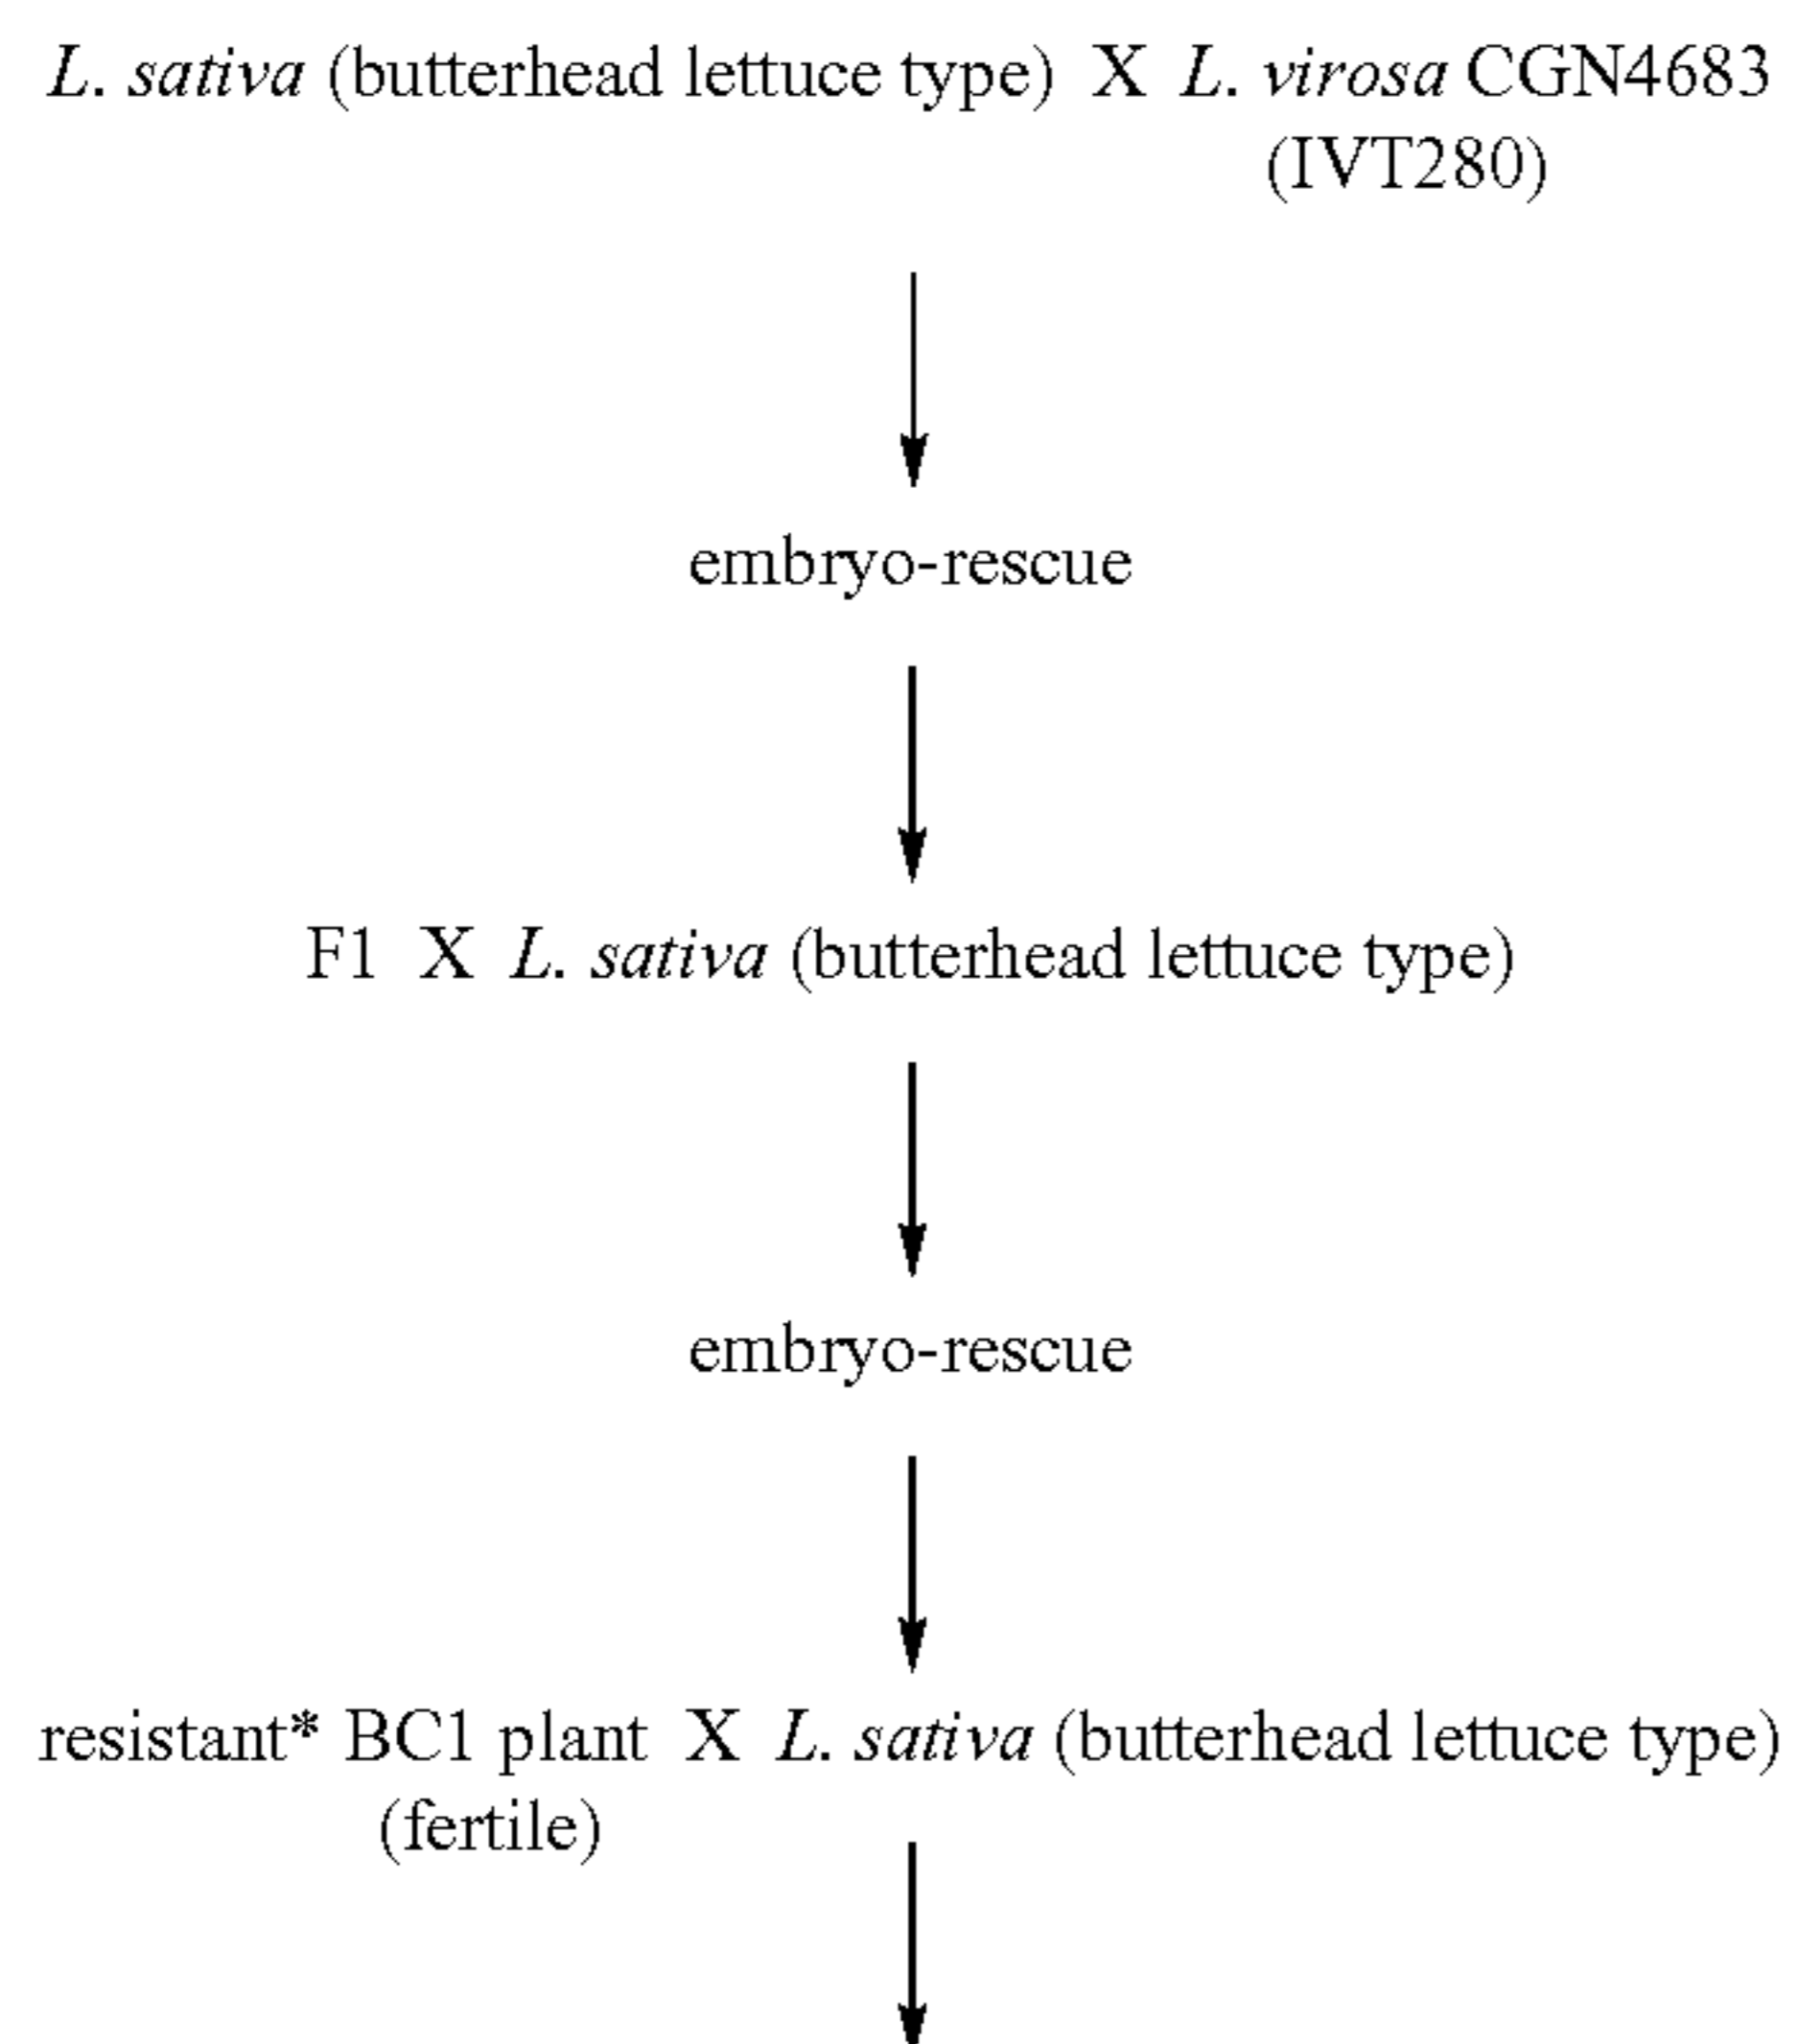 L. sativa (butterhead lettuce type) X L. virosa CGN4683
(IVT280)
embryo-rescue
F1 X L. sativa (butterhead lettuce type)
embryo-rescue
resistant* BC1 plant X L. sativa (butterhead lettuce type)
(fertile)